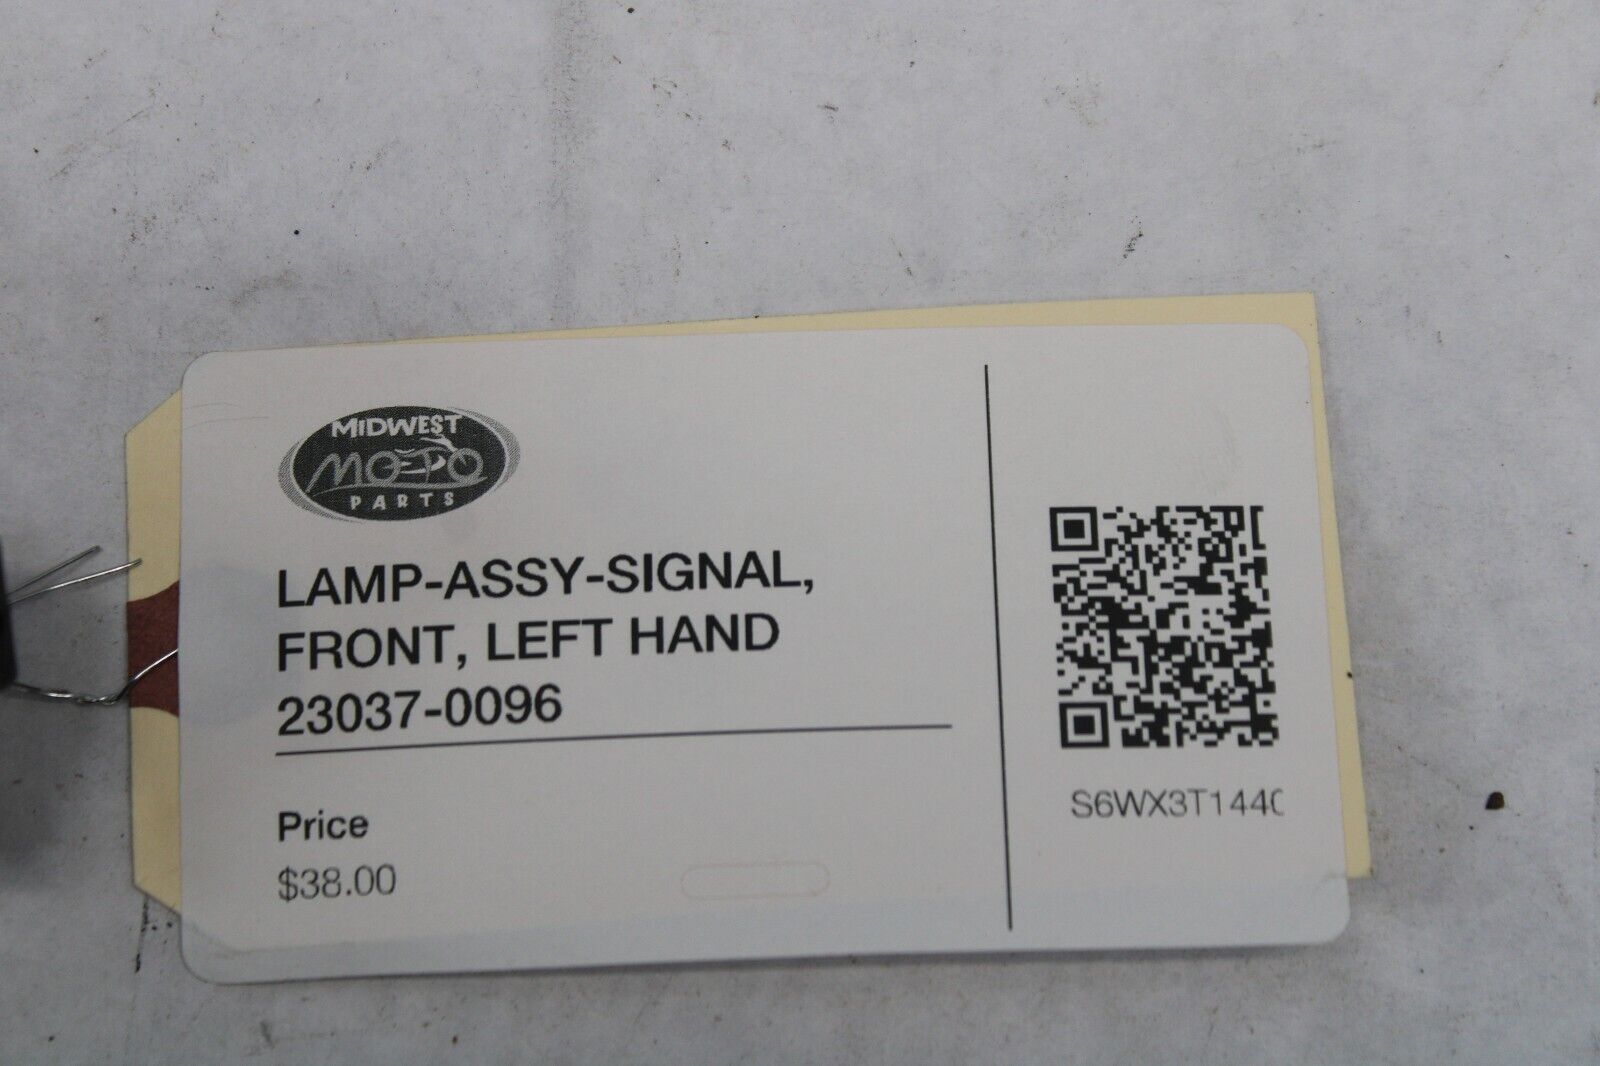 MIDWEST
MOTO
PARTS
LAMP-ASSY-SIGNAL,
FRONT, LEFT HAND
23037-0096
Price
$38.00
S6WX3T144